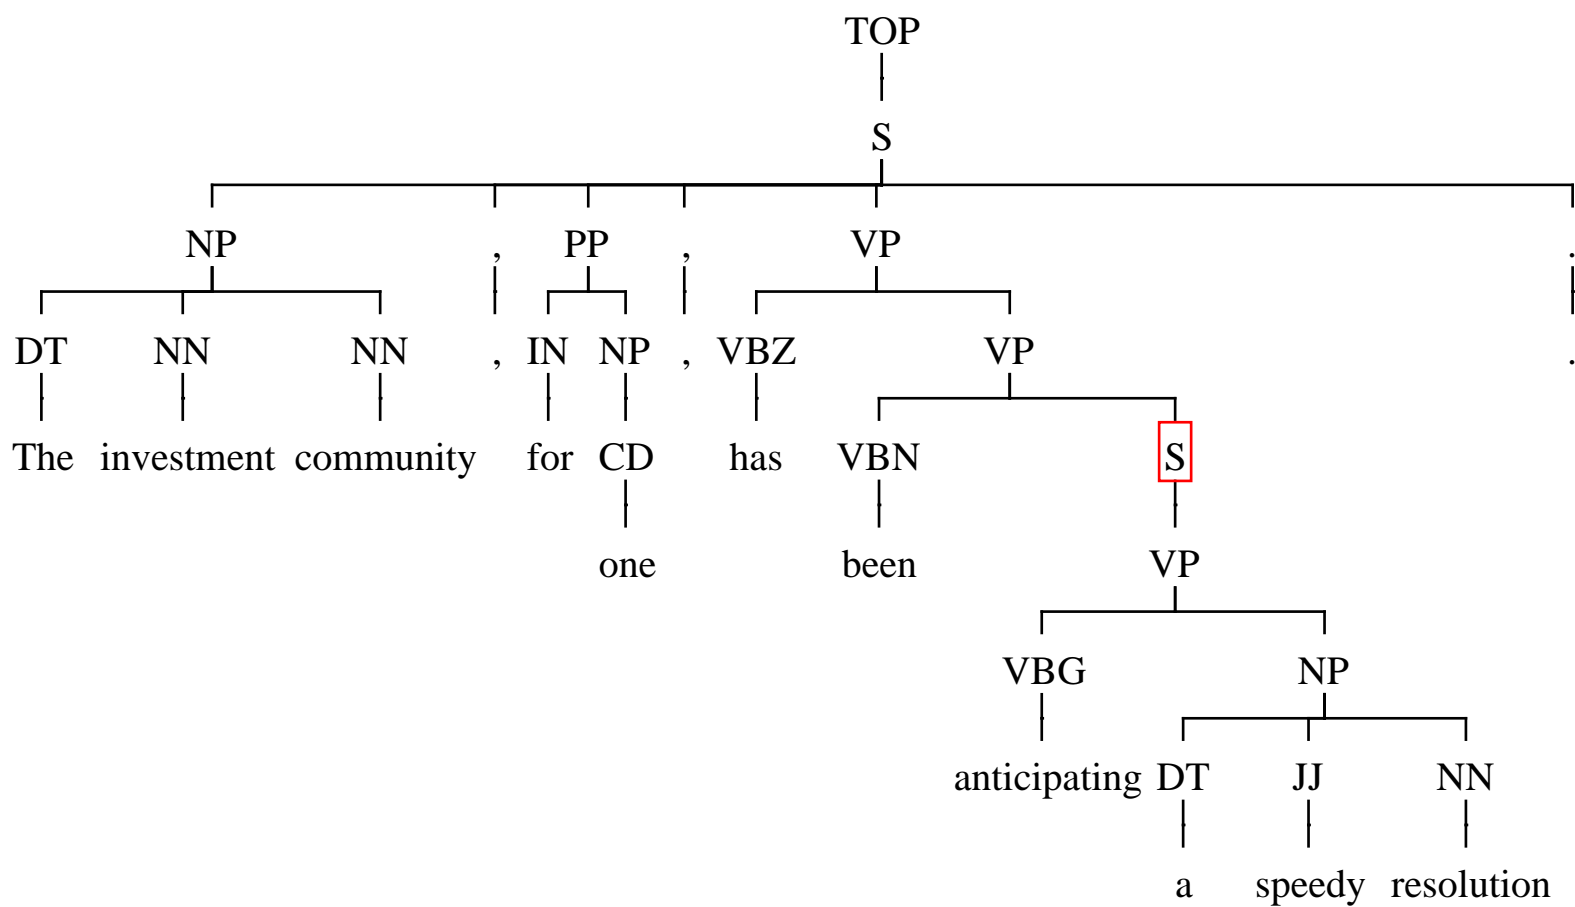 TOP
S
NP , PP , VP .
DT NN NN , IN NP , VBZ VP .
The investment community for CD has VBN S
one been VP
VBG NP
anticipating DT JJ NN
a speedy resolution